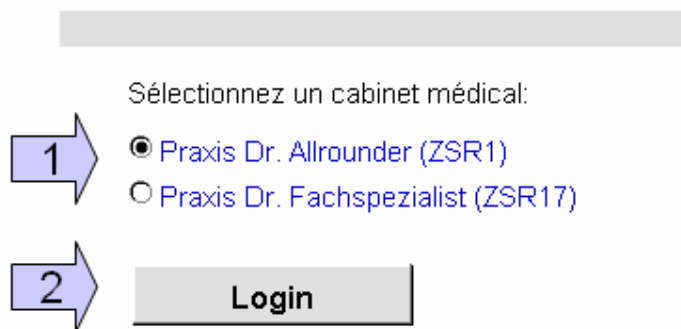 Sélectionnez un cabinet médical:
1 Praxis Dr. Allrounder (ZSR1)
Praxis Dr. Fachspezialist (ZSR17)
2 Login